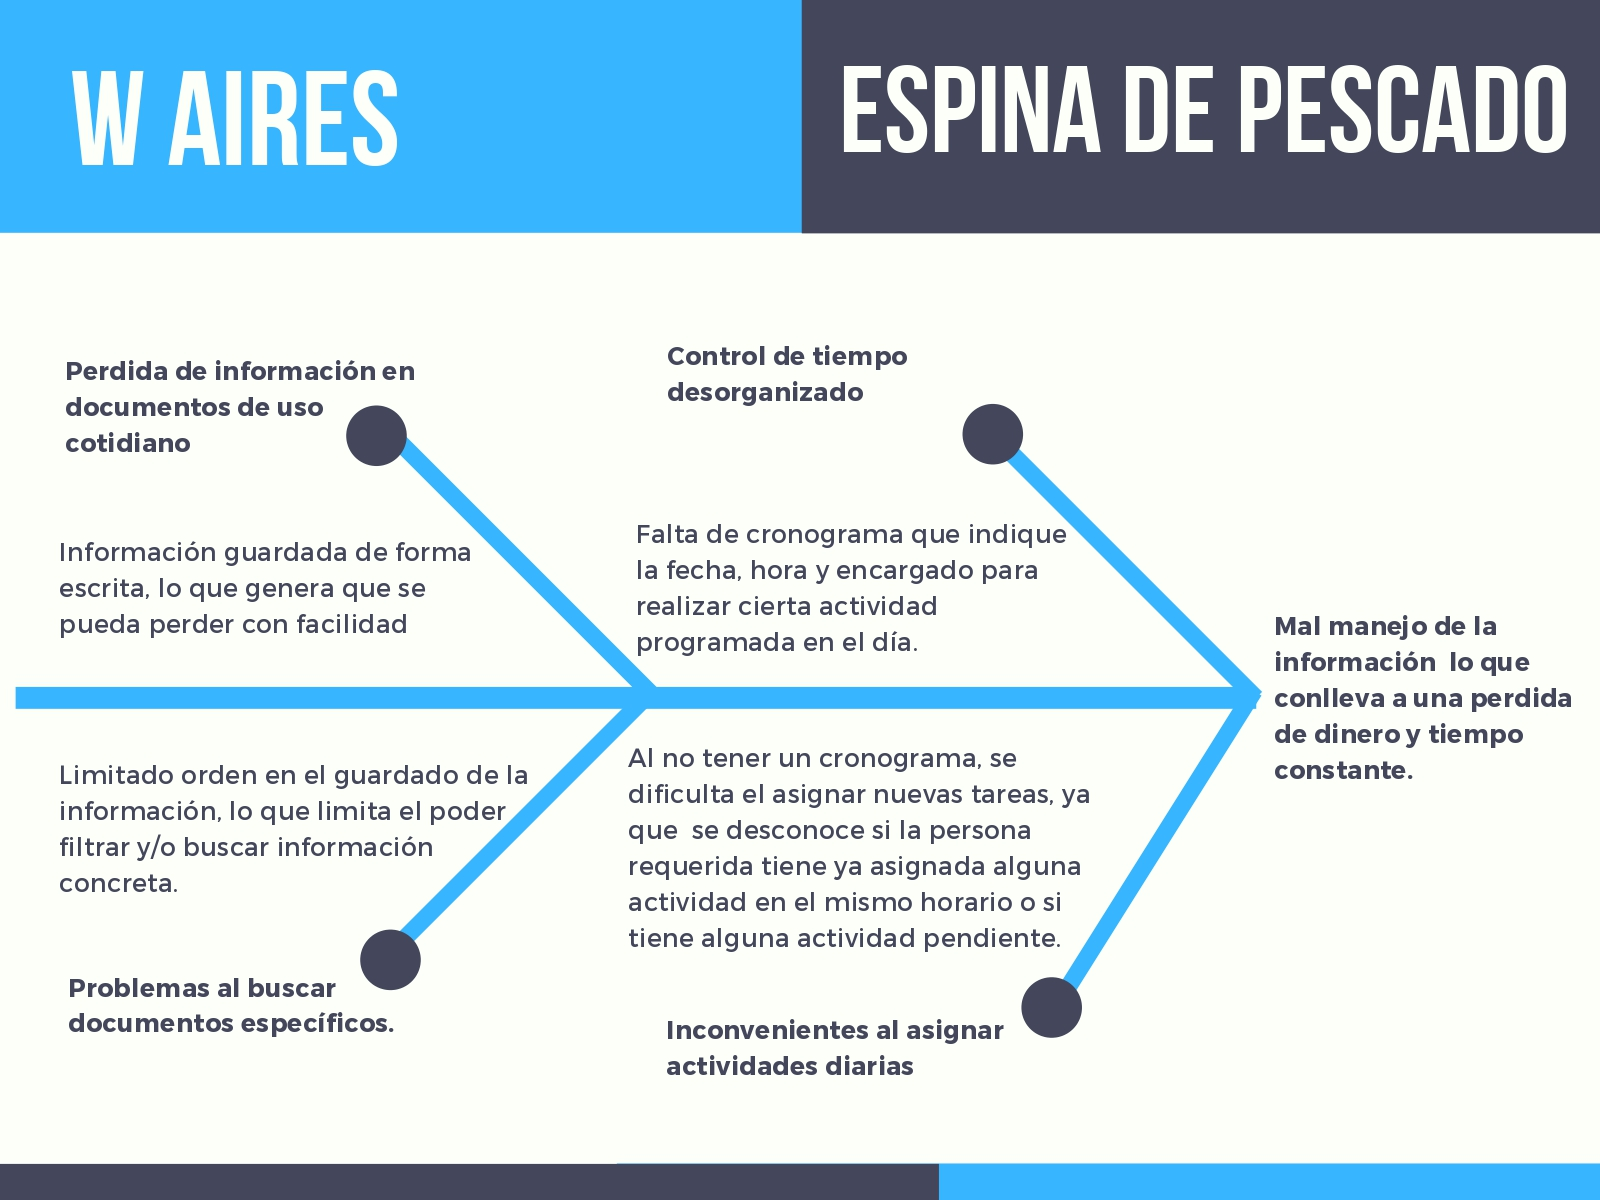 W AIRES
ESPINA DE PESCADO
Perdida de información en
documentos de uso
cotidiano
Control de tiempo
desorganizado
Información guardada de forma
escrita, lo que genera que se
pueda perder con facilidad
Falta de cronograma que indique
la fecha, hora y encargado para
realizar cierta actividad
programada en el día.
Mal manejo de la
información  lo que
conlleva a una perdida
de dinero y tiempo
constante.
Limitado orden en el guardado de la
información, lo que limita el poder
filtrar y/o buscar información
concreta.
Al no tener un cronograma, se
dificulta el asignar nuevas tareas, ya
que  se desconoce si la persona
requerida tiene ya asignada alguna
actividad en el mismo horario o si
tiene alguna actividad pendiente.
Problemas al buscar
documentos específicos.
Inconvenientes al asignar
actividades diarias